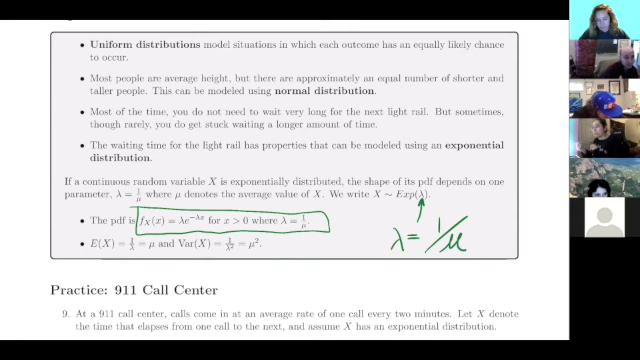 • Uniform distributions model situations in which each outcome has an equally likely chance
to occur.
• Most people are average height, but there are approximately an equal number of shorter and
taller people. This can be modeled using normal distribution.
• Most of the time, you do not need to wait very long for the next light rail. But sometimes,
though rarely, you do get stuck waiting a longer amount of time.
• The waiting time for the light rail has properties that can be modeled using an exponential
distribution.
If a continuous random variable X is exponentially distributed, the shape of its pdf depends on one
parameter, λ = 1/μ where μ denotes the average value of X. We write X ∼ Exp(λ).
• The pdf is f_X(x) = λe^{-λx} for x > 0 where λ = 1/μ.
λ = 1/μ
• E(X) = 1/λ = μ and Var(X) = 1/λ² = μ².
Practice: 911 Call Center
9. At a 911 call center, calls come in at an average rate of one call every two minutes. Let X denote
the time that elapses from one call to the next, and assume X has an exponential distribution.